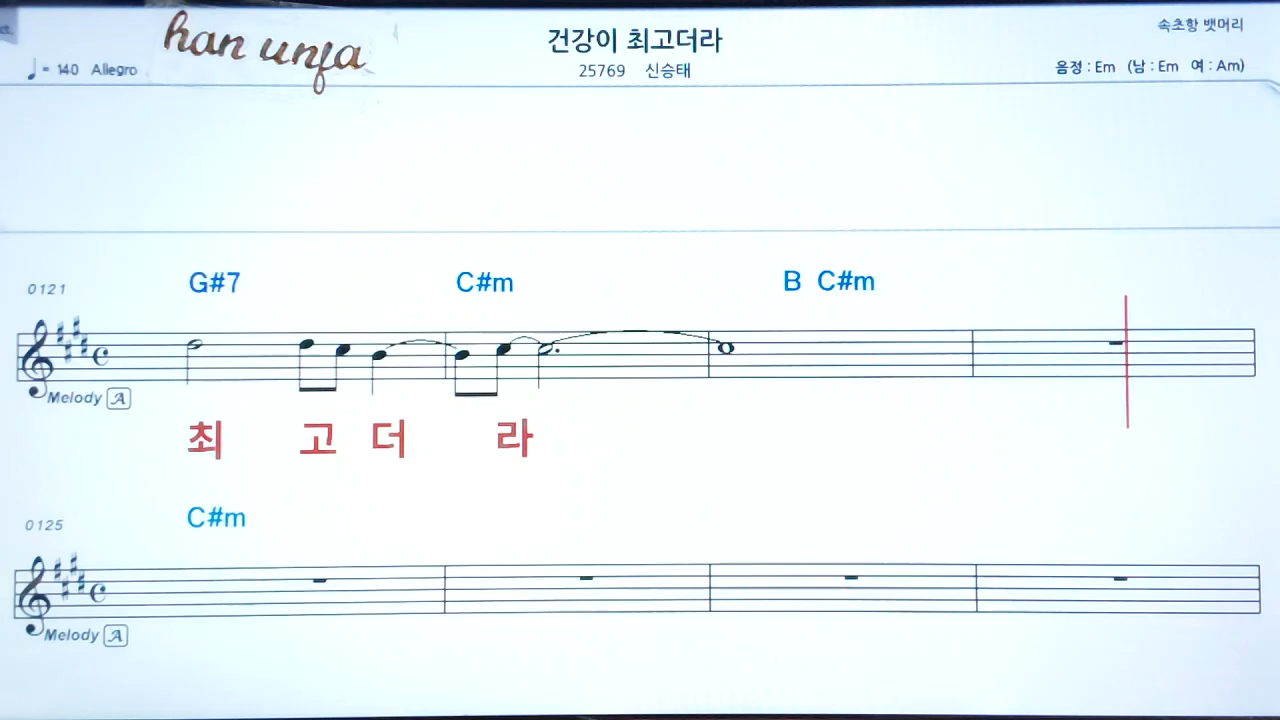 han unfa
건강이 최고더라
속초항 뱃머리
♩= 140 Allegro
25769 신승태
음정 : Em (남 : Em 여 : Am)
0121
G#7 C#m B C#m
Melody A
최 고 더 라
0125
C#m
Melody A